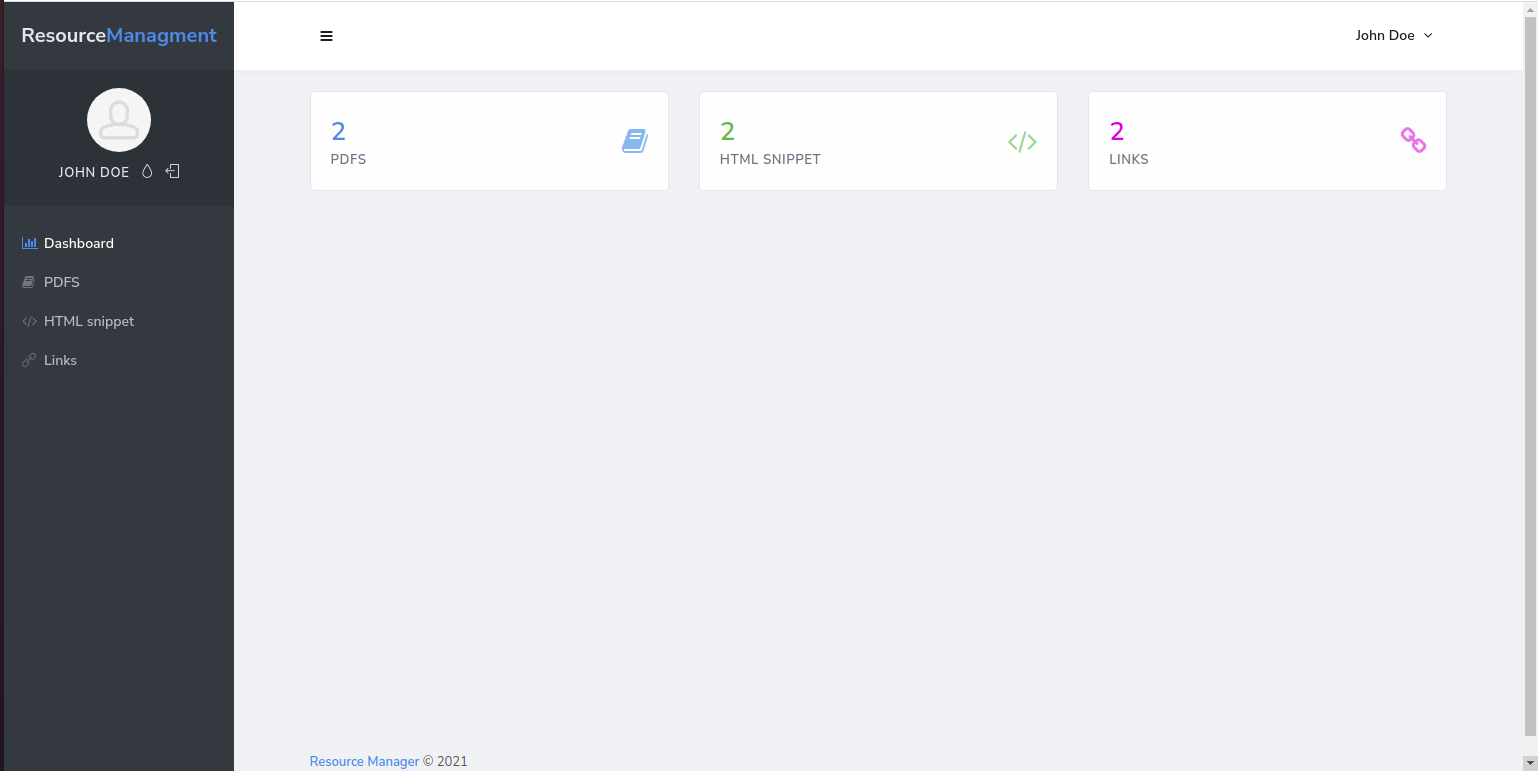 ResourceManagment
John Doe
JOHN DOE
Dashboard
PDFS
HTML snippet
Links
2
PDFS
2
HTML SNIPPET
2
LINKS
Resource Manager © 2021